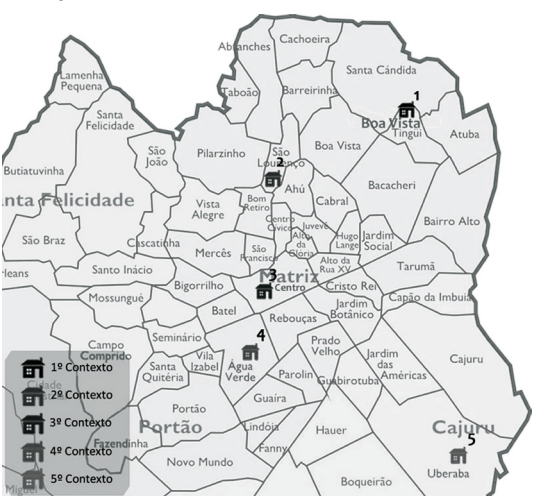 Cachoeira
Abranches
Santa Cândida
Lamenha
Pequena
Taboão
Barreirinha
1
Boa Vista
Tingui
Atuba
Santa
Felicidade
São
João
Pilarzinho
São
Lourenço
2
Boa Vista
Butiatuvinha
Ahú
Bacacheri
nta Felicidade
Vista
Alegre
Bom
Retiro
Cabral
Centro
Cívico
Juvevê
Bairro Alto
São Braz
Cascatinha
Mercês
São
Francisco
Alto
da
Glória
Hugo
Lange
Jardim
Social
rleans
Santo Inácio
Matriz
Alto da
Rua XV
Tarumã
Mossunguê
Bigorrilho
3
Centro
Cristo Rei
Capão da Imbuia
Batel
Rebouças
Jardim
Botânico
Campo
Comprido
Seminário
4
Prado
Velho
Santa
Quitéria
Vila
Izabel
Água
Verde
Parolin
Guabirotuba
Jardim
das
Américas
Cajuru
Guaíra
Portão
Portão
Lindóia
Fanny
Hauer
Cajuru
5
Uberaba
Fazendinha
Novo Mundo
Boqueirão
1º Contexto
2º Contexto
3º Contexto
4º Contexto
5º Contexto